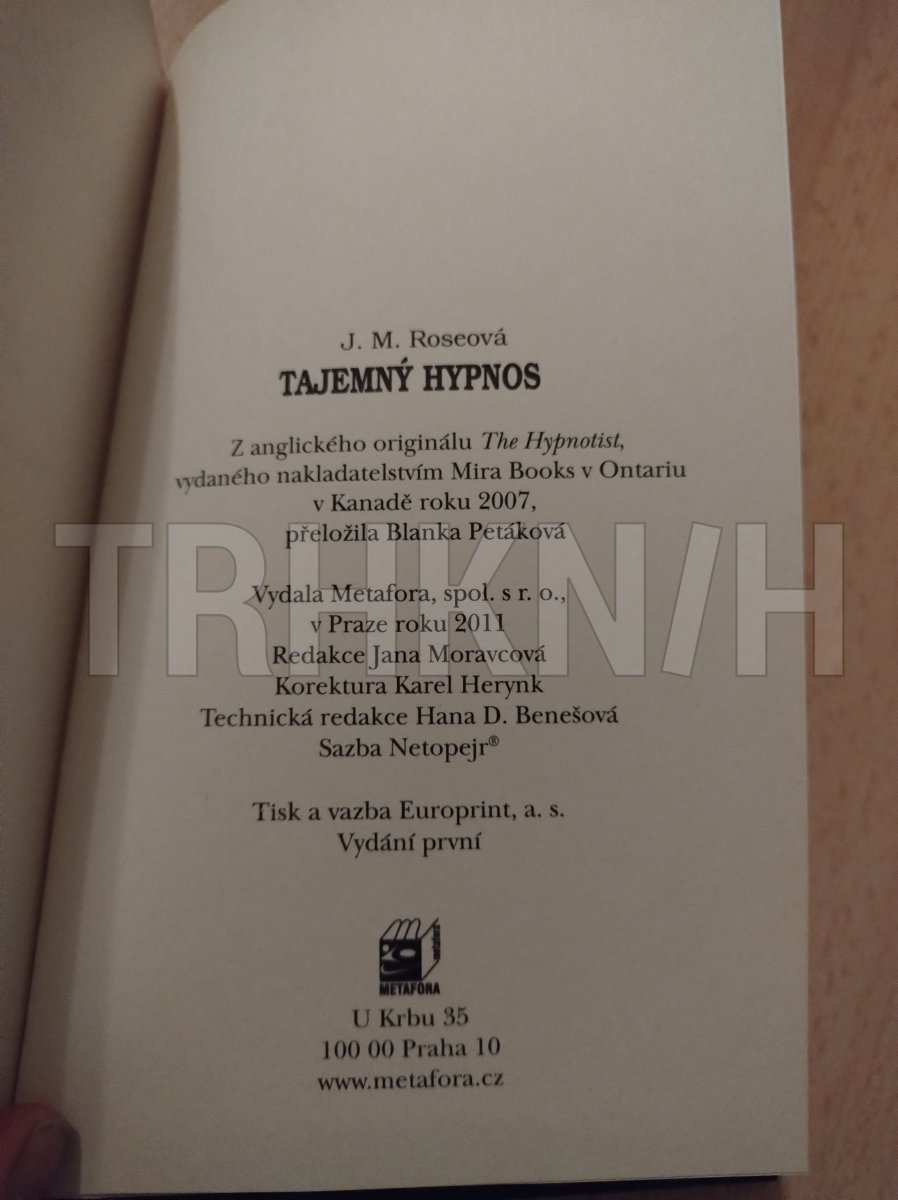 J. M. Roseová
TAJEMNÝ HYPNOS
Z anglického originálu The Hypnotist,
vydaného nakladatelstvím Mira Books v Ontariu
v Kanadě roku 2007,
přeložila Blanka Petáková
TRHKNIH
Vydala Metafora, spol. s r. o.,
v Praze roku 2011
Redakce Jana Moravcová
Korektura Karel Herynk
Technická redakce Hana D. Benešová
Sazba Netopejr®
Tisk a vazba Europrint, a. s.
Vydání první
metafora
METAFORA
U Krbu 35
100 00 Praha 10
www.metafora.cz